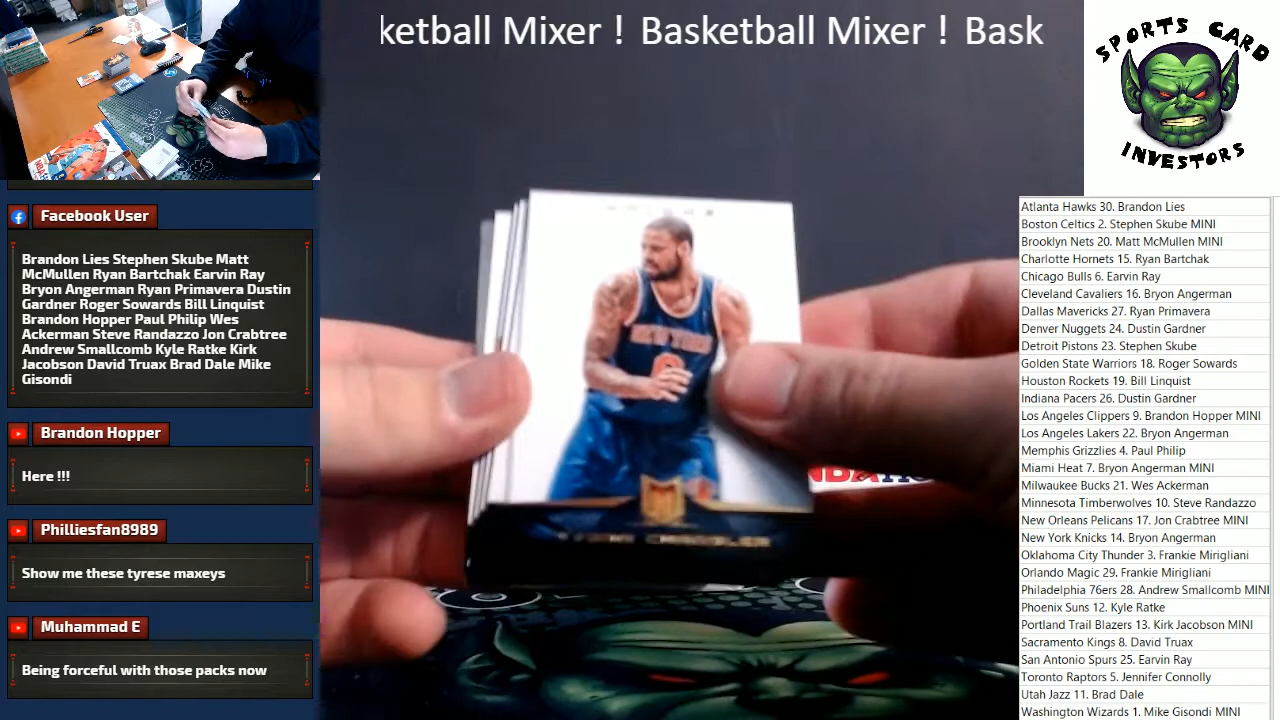 ketball Mixer ! Basketball Mixer ! Bask
SPORTS CARD
INVESTORS
Facebook User
Brandon Lies Stephen Skube Matt
McMullen Ryan Bartchak Earvin Ray
Bryon Angerman Ryan Primavera Dustin
Gardner Roger Sowards Bill Linquist
Brandon Hopper Paul Philip Wes
Ackerman Steve Randazzo Jon Crabtree
Andrew Smallcomb Kyle Ratke Kirk
Jacobson David Truax Brad Dale Mike
Gisondi
Brandon Hopper
Here !!!
Philliesfan8989
Show me these tyrese maxeys
Muhammad E
Being forceful with those packs now
NEW YORK
6
CHANDLER
Atlanta Hawks 30. Brandon Lies
Boston Celtics 2. Stephen Skube MINI
Brooklyn Nets 20. Matt McMullen MINI
Charlotte Hornets 15. Ryan Bartchak
Chicago Bulls 6. Earvin Ray
Cleveland Cavaliers 16. Bryon Angerman
Dallas Mavericks 27. Ryan Primavera
Denver Nuggets 24. Dustin Gardner
Detroit Pistons 23. Stephen Skube
Golden State Warriors 18. Roger Sowards
Houston Rockets 19. Bill Linquist
Indiana Pacers 26. Dustin Gardner
Los Angeles Clippers 9. Brandon Hopper MINI
Los Angeles Lakers 22. Bryon Angerman
Memphis Grizzlies 4. Paul Philip
Miami Heat 7. Bryon Angerman MINI
Milwaukee Bucks 21. Wes Ackerman
Minnesota Timberwolves 10. Steve Randazzo
New Orleans Pelicans 17. Jon Crabtree MINI
New York Knicks 14. Bryon Angerman
Oklahoma City Thunder 3. Frankie Mirigliani
Orlando Magic 29. Frankie Mirigliani
Philadelphia 76ers 28. Andrew Smallcomb MINI
Phoenix Suns 12. Kyle Ratke
Portland Trail Blazers 13. Kirk Jacobson MINI
Sacramento Kings 8. David Truax
San Antonio Spurs 25. Earvin Ray
Toronto Raptors 5. Jennifer Connolly
Utah Jazz 11. Brad Dale
Washington Wizards 1. Mike Gisondi MINI